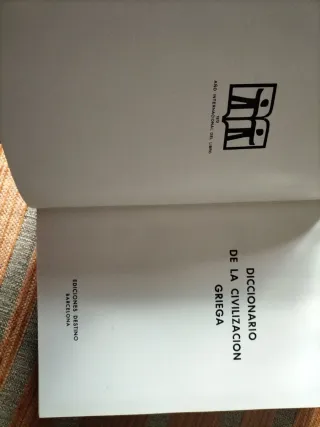 1972
AÑO INTERNACIONAL DEL LIBRO
DICCIONARIO
DE LA CIVILIZACION
GRIEGA
EDICIONES DESTINO
BARCELONA